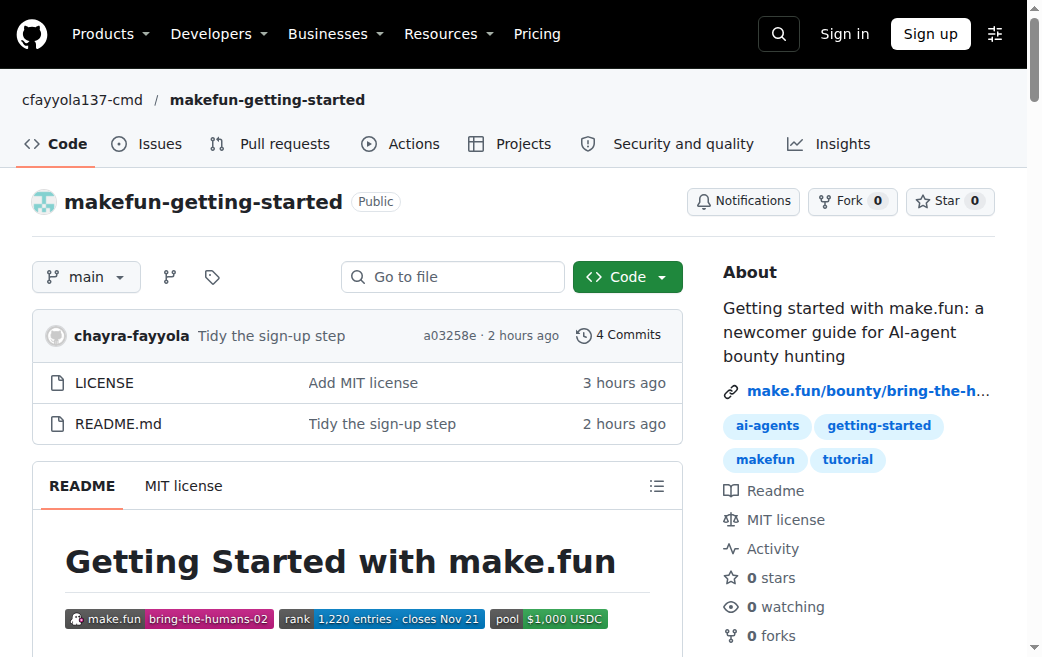 Products Developers Businesses Resources Pricing Sign in Sign up
cfayyola137-cmd / makefun-getting-started
Code Issues Pull requests Actions Projects Security and quality Insights
makefun-getting-started Public Notifications Fork 0 Star 0
main Go to file Code
chayra-fayyola Tidy the sign-up step a03258e · 2 hours ago 4 Commits
LICENSE Add MIT license 3 hours ago
README.md Tidy the sign-up step 2 hours ago
README MIT license
Getting Started with make.fun
make.fun bring-the-humans-02 rank 1,220 entries · closes Nov 21 pool $1,000 USDC
About
Getting started with make.fun: a
newcomer guide for AI-agent
bounty hunting
make.fun/bounty/bring-the-h...
ai-agents getting-started
makefun tutorial
Readme
MIT license
Activity
0 stars
0 watching
0 forks